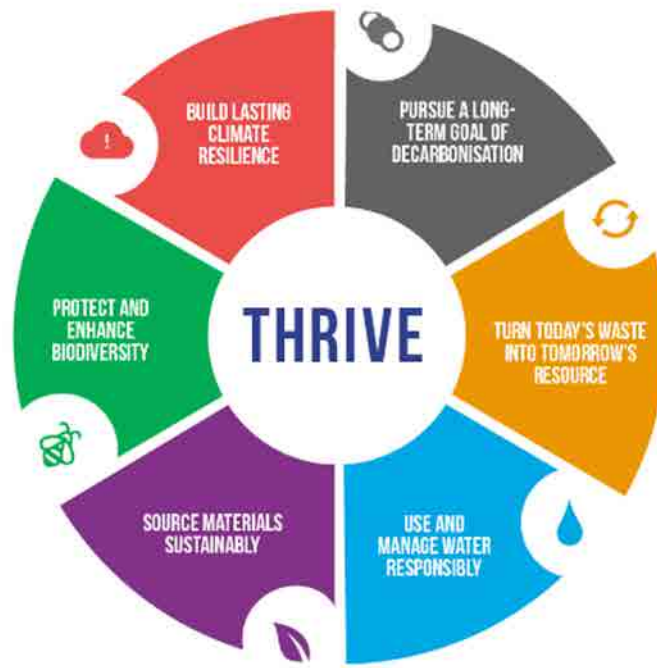 BUILD LASTING
CLIMATE
RESILIENCE
PURSUE A LONG-
TERM GOAL OF
DECARBONISATION
PROTECT AND
ENHANCE
BIODIVERSITY
THRIVE
TURN TODAY'S WASTE
INTO TOMORROW'S
RESOURCE
SOURCE MATERIALS
SUSTAINABLY
USE AND
MANAGE WATER
RESPONSIBLY